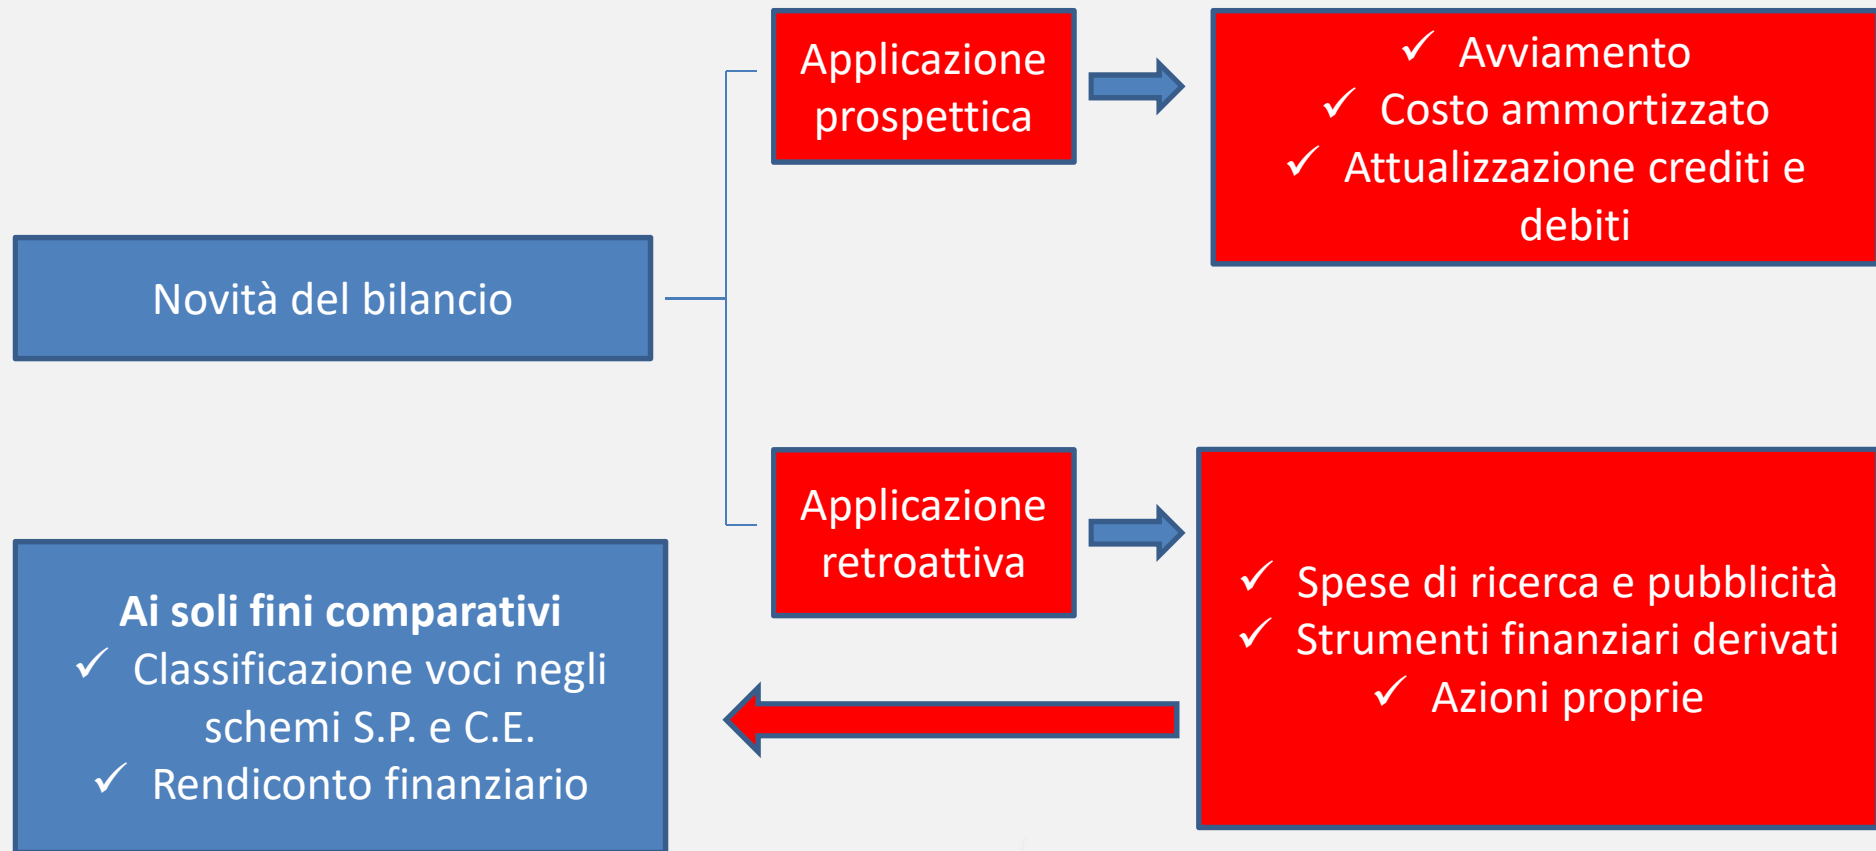 Applicazione
prospettica
✓ Avviamento
✓ Costo ammortizzato
✓ Attualizzazione crediti e
debiti
Novità del bilancio
Applicazione
retroattiva
✓ Spese di ricerca e pubblicità
✓ Strumenti finanziari derivati
✓ Azioni proprie
Ai soli fini comparativi
✓ Classificazione voci negli
schemi S.P. e C.E.
✓ Rendiconto finanziario